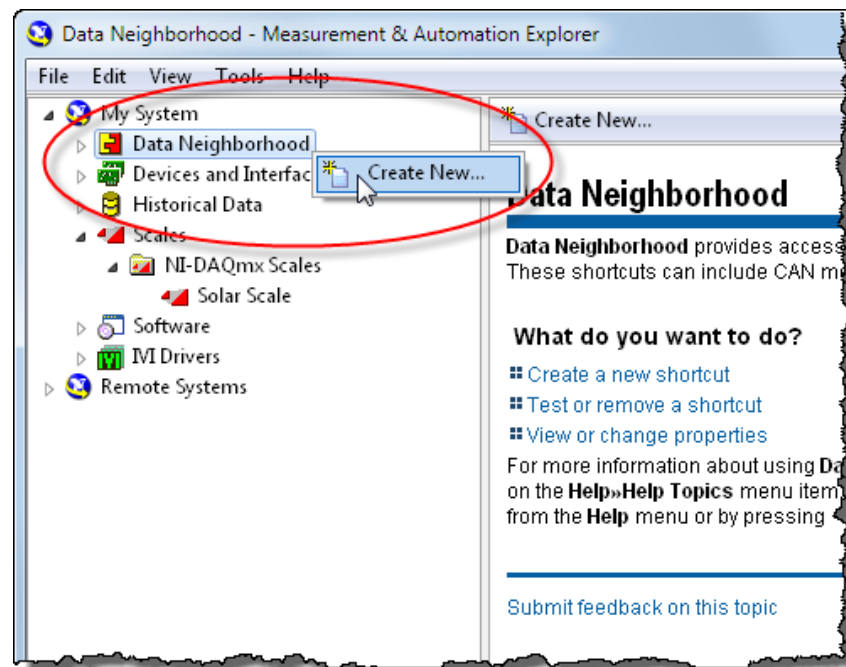 Data Neighborhood - Measurement & Automation Explorer
File Edit View Tools Help
My System
Data Neighborhood
Devices and Interfac
Create New...
Historical Data
Scales
NI-DAQmx Scales
Solar Scale
Software
IVI Drivers
Remote Systems
Create New...
Data Neighborhood
Data Neighborhood provides access
These shortcuts can include CAN m
What do you want to do?
Create a new shortcut
Test or remove a shortcut
View or change properties
For more information about using Da
on the Help»Help Topics menu item
from the Help menu or by pressing
Submit feedback on this topic